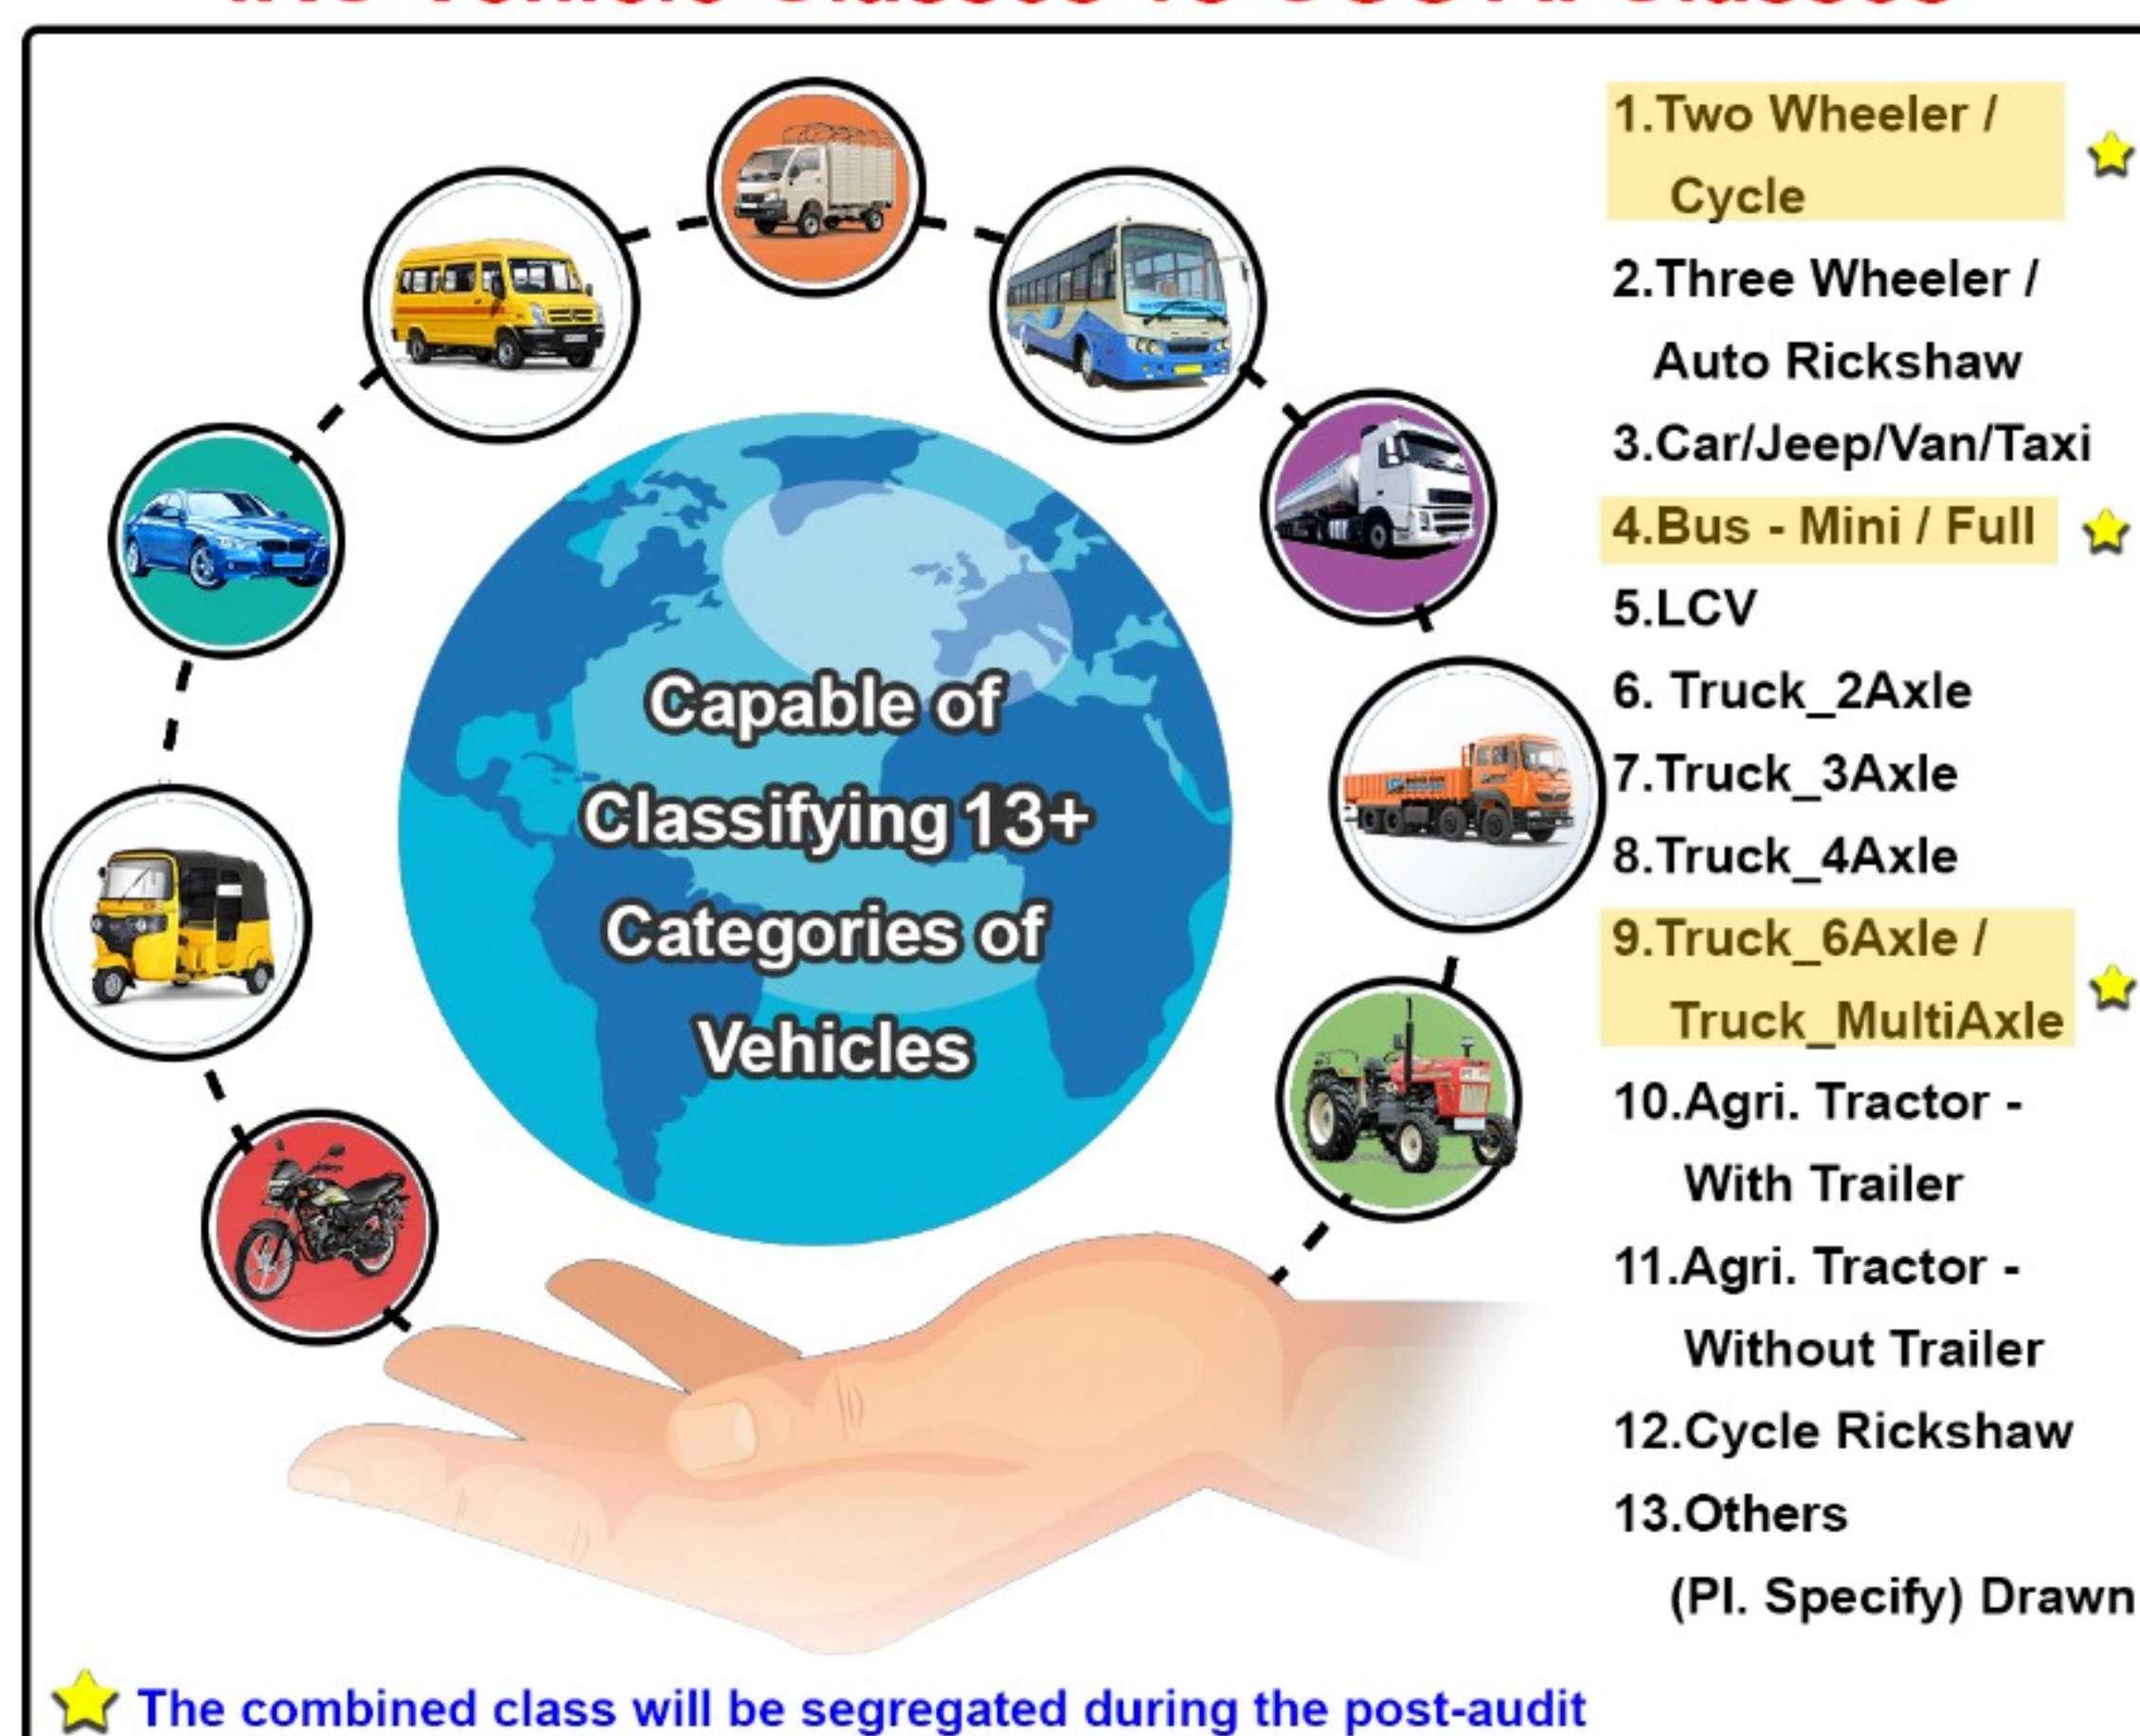 Capable of
Classifying 13+
Categories of
Vehicles
1.Two Wheeler /
Cycle
2.Three Wheeler /
Auto Rickshaw
3.Car/Jeep/Van/Taxi
4.Bus - Mini / Full
5.LCV
6. Truck_2Axle
7.Truck_3Axle
8.Truck_4Axle
9.Truck_6Axle /
Truck_MultiAxle
10.Agri. Tractor -
With Trailer
11.Agri. Tractor -
Without Trailer
12.Cycle Rickshaw
13.Others
(Pl. Specify) Drawn
The combined class will be segregated during the post-audit